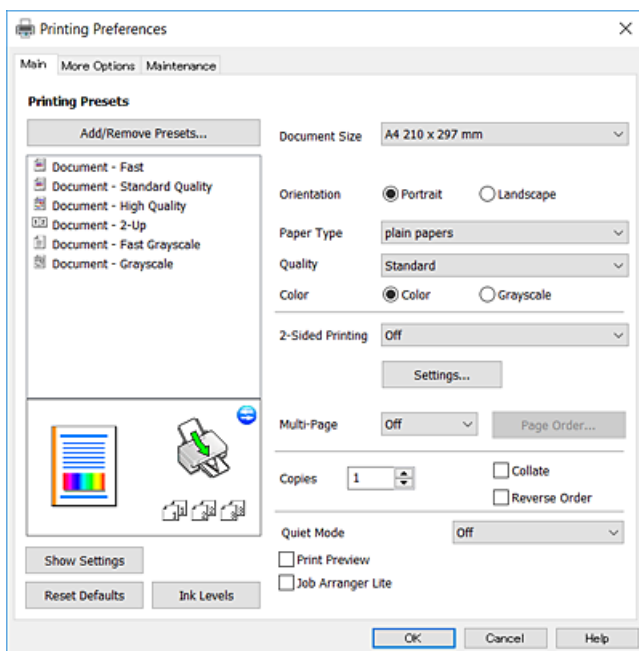 Printing Preferences
Main More Options Maintenance
Printing Presets
Add/Remove Presets...
Document - Fast
Document - Standard Quality
Document - High Quality
Document - 2-Up
Document - Fast Grayscale
Document - Grayscale
Show Settings
Reset Defaults Ink Levels
Document Size A4 210 x 297 mm
Orientation Portrait Landscape
Paper Type plain papers
Quality Standard
Color Color Grayscale
2-Sided Printing Off
Settings...
Multi-Page Off Page Order...
Copies 1 Collate
Reverse Order
Quiet Mode Off
Print Preview
Job Arranger Lite
OK Cancel Help